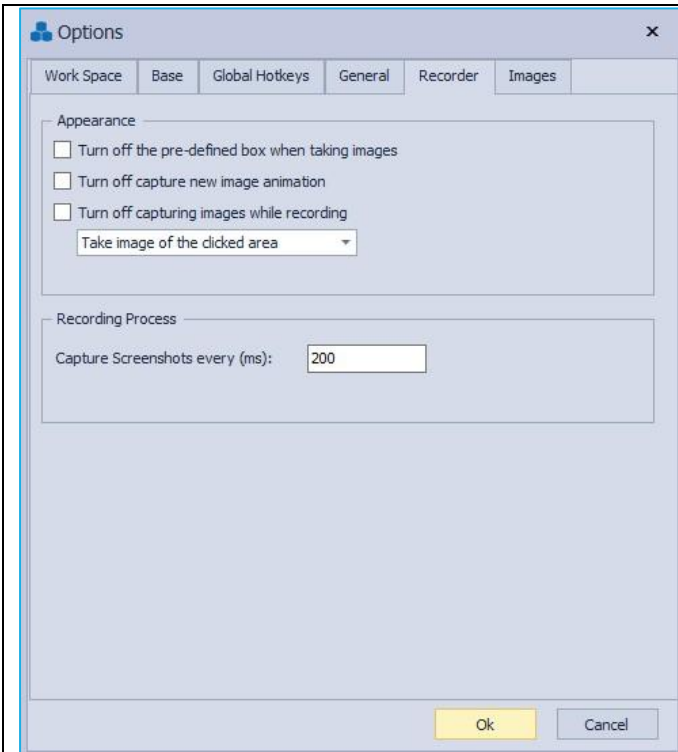 Options
Work Space Base Global Hotkeys General Recorder Images
Appearance
Turn off the pre-defined box when taking images
Turn off capture new image animation
Turn off capturing images while recording
Take image of the clicked area
Recording Process
Capture Screenshots every (ms): 200
Ok Cancel